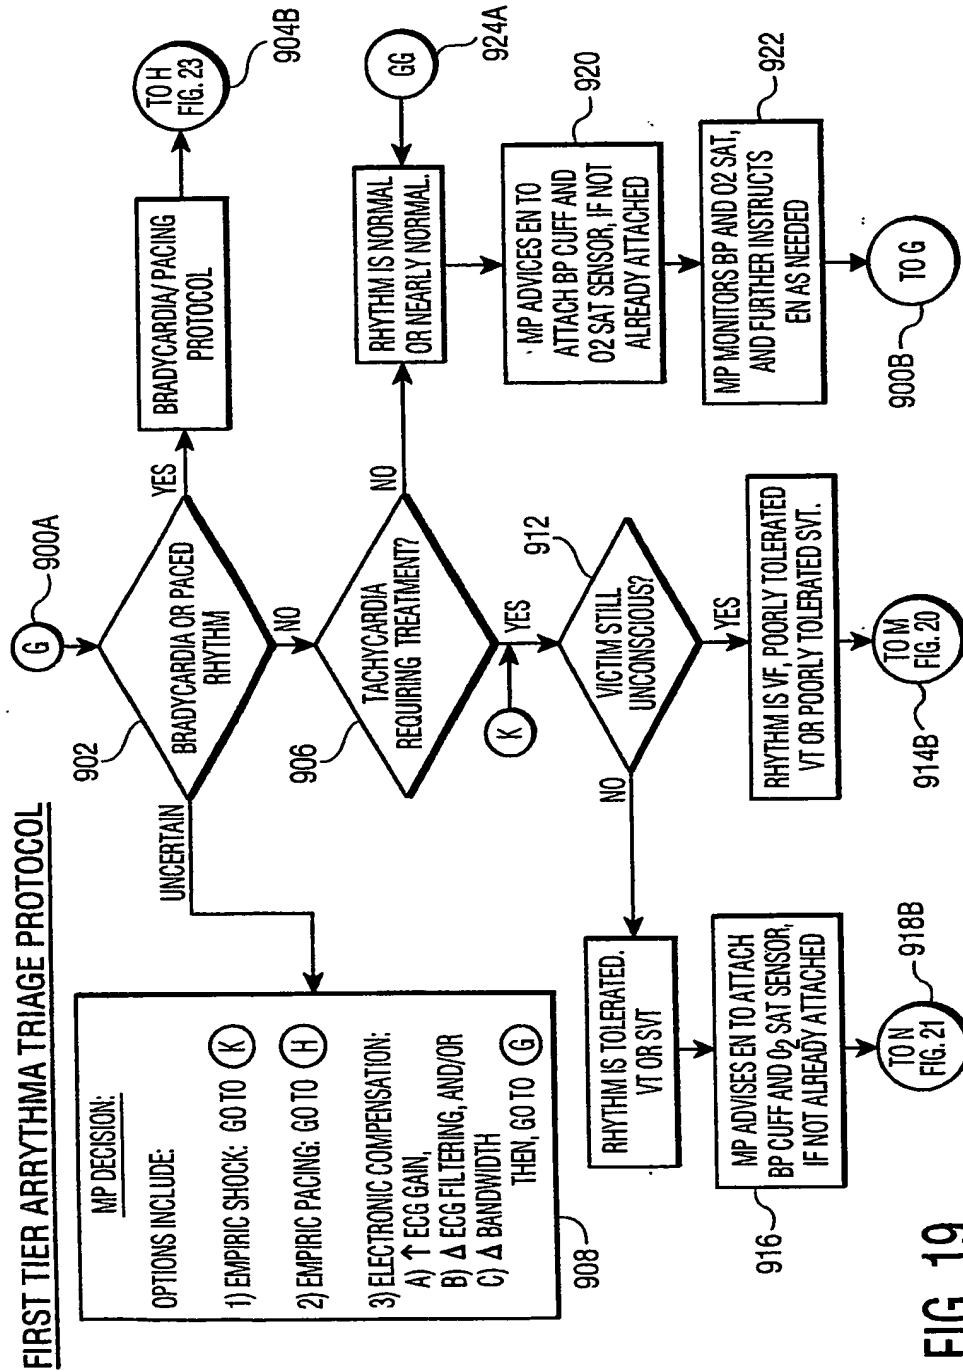 FIRST TIER ARRYTHMA TRIAGE PROTOCOL
G
900A
902
BRADYCARDIA OR PACED
RHYTHM
YES
BRADYCARDIA/PACING
PROTOCOL
TO H
FIG. 23
904B
UNCERTAIN
NO
MP DECISION:
OPTIONS INCLUDE:
1) EMPIRIC SHOCK: GO TO K
2) EMPIRIC PACING: GO TO H
3) ELECTRONIC COMPENSATION:
A) ↑ ECG GAIN,
B) Δ ECG FILTERING, AND/OR
C) Δ BANDWIDTH
THEN, GO TO G
908
906
TACHYCARDIA
REQUIRING TREATMENT?
NO
RHYTHM IS NORMAL
OR NEARLY NORMAL.
GG
924A
YES
K
MP ADVICES EN TO
ATTACH BP CUFF AND
O2 SAT SENSOR, IF NOT
ALREADY ATTACHED
920
912
VICTIM STILL
UNCONSCIOUS?
NO
YES
MP MONITORS BP AND O2 SAT,
AND FURTHER INSTRUCTS
EN AS NEEDED
922
TO G
900B
RHYTHM IS TOLERATED.
VT OR SVT
RHYTHM IS VF, POORLY TOLERATED
VT OR POORLY TOLERATED SVT.
MP ADVISES EN TO ATTACH
BP CUFF AND O2 SAT SENSOR,
IF NOT ALREADY ATTACHED
916
TO N
FIG. 21
918B
TO M
FIG. 20
914B
FIG. 19